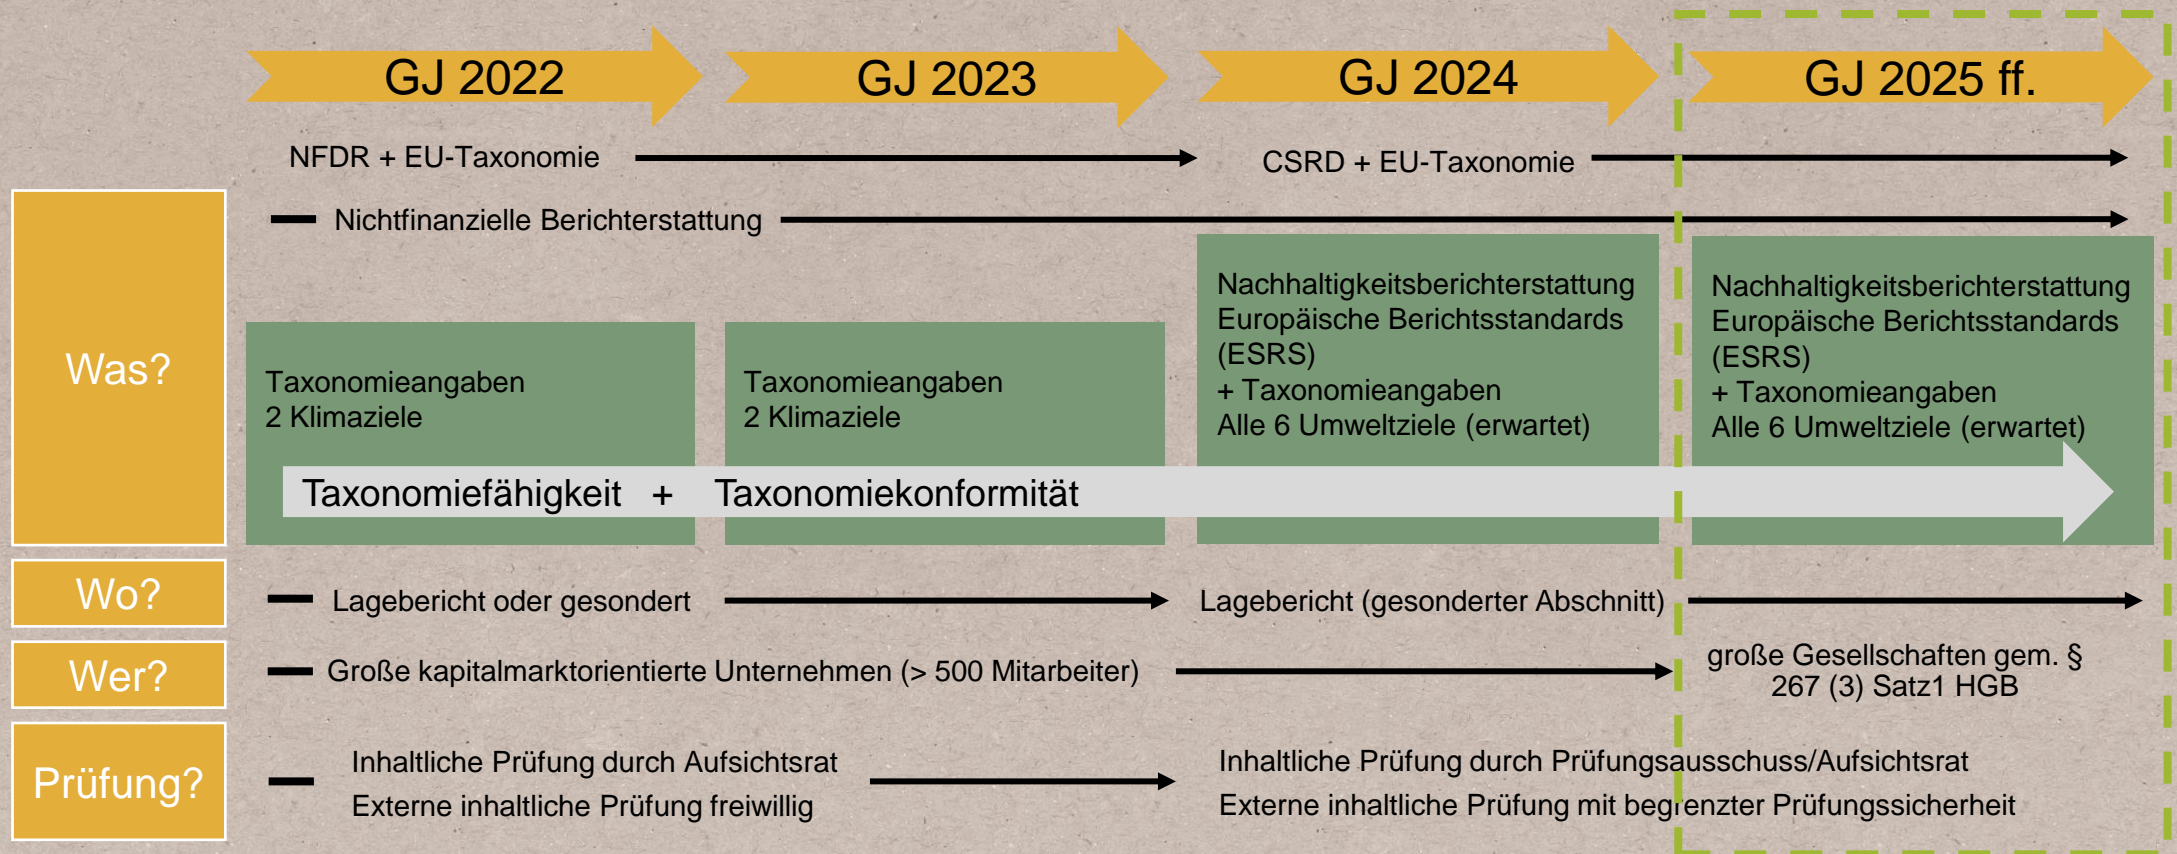 GJ 2022
GJ 2023
GJ 2024
GJ 2025 ff.
NFDR + EU-Taxonomie
CSRD + EU-Taxonomie
Was?
Nichtfinanzielle Berichterstattung
Taxonomieangaben
2 Klimaziele
Taxonomieangaben
2 Klimaziele
Nachhaltigkeitsberichterstattung
Europäische Berichtsstandards
(ESRS)
+ Taxonomieangaben
Alle 6 Umweltziele (erwartet)
Nachhaltigkeitsberichterstattung
Europäische Berichtsstandards
(ESRS)
+ Taxonomieangaben
Alle 6 Umweltziele (erwartet)
Taxonomiefähigkeit + Taxonomiekonformität
Wo?
Lagebericht oder gesondert
Lagebericht (gesonderter Abschnitt)
Wer?
Große kapitalmarktorientierte Unternehmen (> 500 Mitarbeiter)
große Gesellschaften gem. §
267 (3) Satz1 HGB
Prüfung?
Inhaltliche Prüfung durch Aufsichtsrat
Externe inhaltliche Prüfung freiwillig
Inhaltliche Prüfung durch Prüfungsausschuss/Aufsichtsrat
Externe inhaltliche Prüfung mit begrenzter Prüfungssicherheit